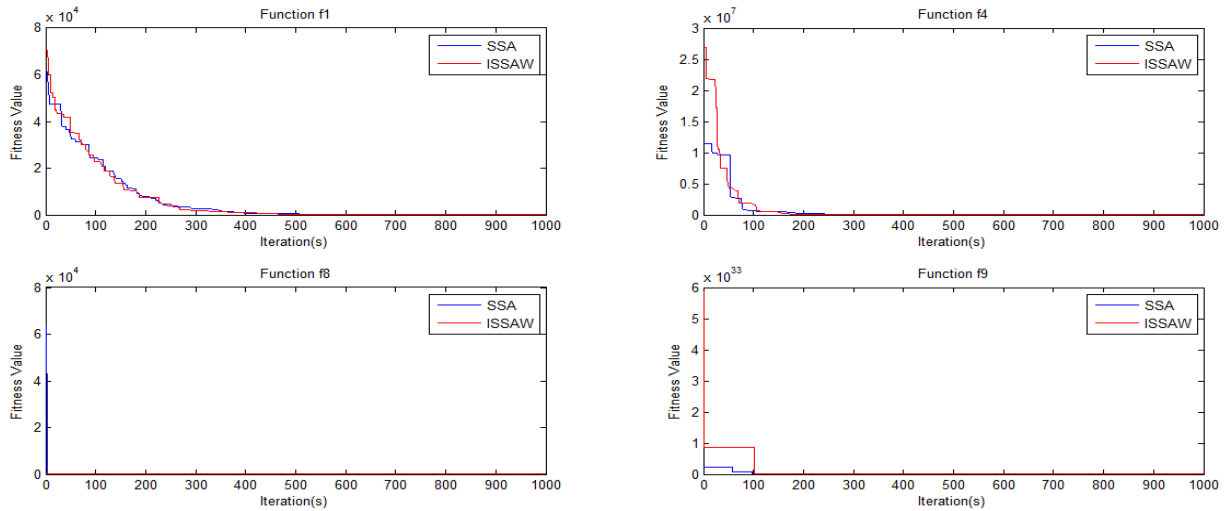 Function f1
x 10^4
8
6
4
2
0
Fitness Value
SSA
ISSAW
0 100 200 300 400 500 600 700 800 900 1000
Iteration(s)
Function f4
x 10^7
3
2.5
2
1.5
1
0.5
0
Fitness Value
SSA
ISSAW
0 100 200 300 400 500 600 700 800 900 1000
Iteration(s)
Function f8
x 10^4
8
6
4
2
0
Fitness Value
SSA
ISSAW
0 100 200 300 400 500 600 700 800 900 1000
Iteration(s)
Function f9
x 10^33
6
5
4
3
2
1
0
Fitness Value
SSA
ISSAW
0 100 200 300 400 500 600 700 800 900 1000
Iteration(s)